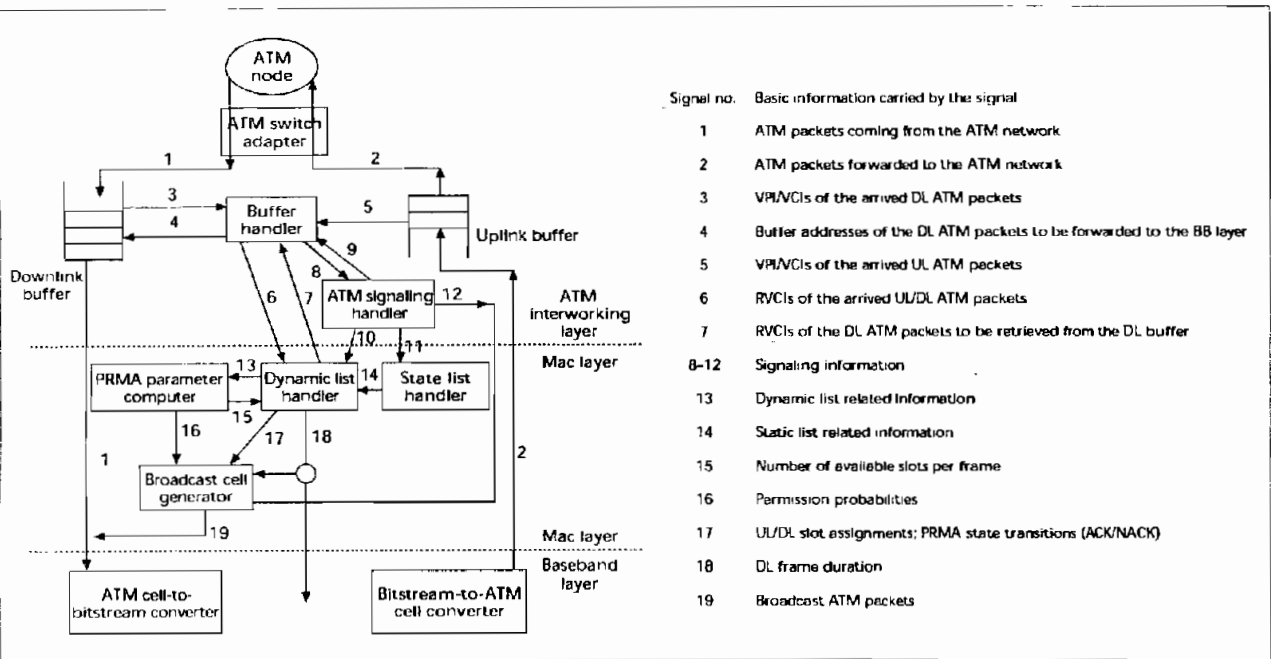 ATM
node
ATM switch
adapter
1
2
3
4
5
Buffer
handler
Uplink buffer
Downlink
buffer
6
7
8
9
ATM signaling
handler
12
ATM
interworking
layer
10
11
Mac layer
PRMA parameter
computer
13
15
Dynamic list
handler
14
State list
handler
16
17
18
1
2
Broadcast cell
generator
19
Mac layer
Baseband
layer
ATM cell-to-
bitstream converter
Bitstream-to-ATM
cell converter
Signal no. Basic information carried by the signal
1 ATM packets coming from the ATM network
2 ATM packets forwarded to the ATM network
3 VPI/VCIs of the arrived DL ATM packets
4 Buffer addresses of the DL ATM packets to be forwarded to the BB layer
5 VPI/VCIs of the arrived UL ATM packets
6 RVCIs of the arrived UL/DL ATM packets
7 RVCIs of the DL ATM packets to be retrieved from the DL buffer
8–12 Signaling information
13 Dynamic list related information
14 Static list related information
15 Number of available slots per frame
16 Permission probabilities
17 UL/DL slot assignments; PRMA state transitions (ACK/NACK)
18 DL frame duration
19 Broadcast ATM packets